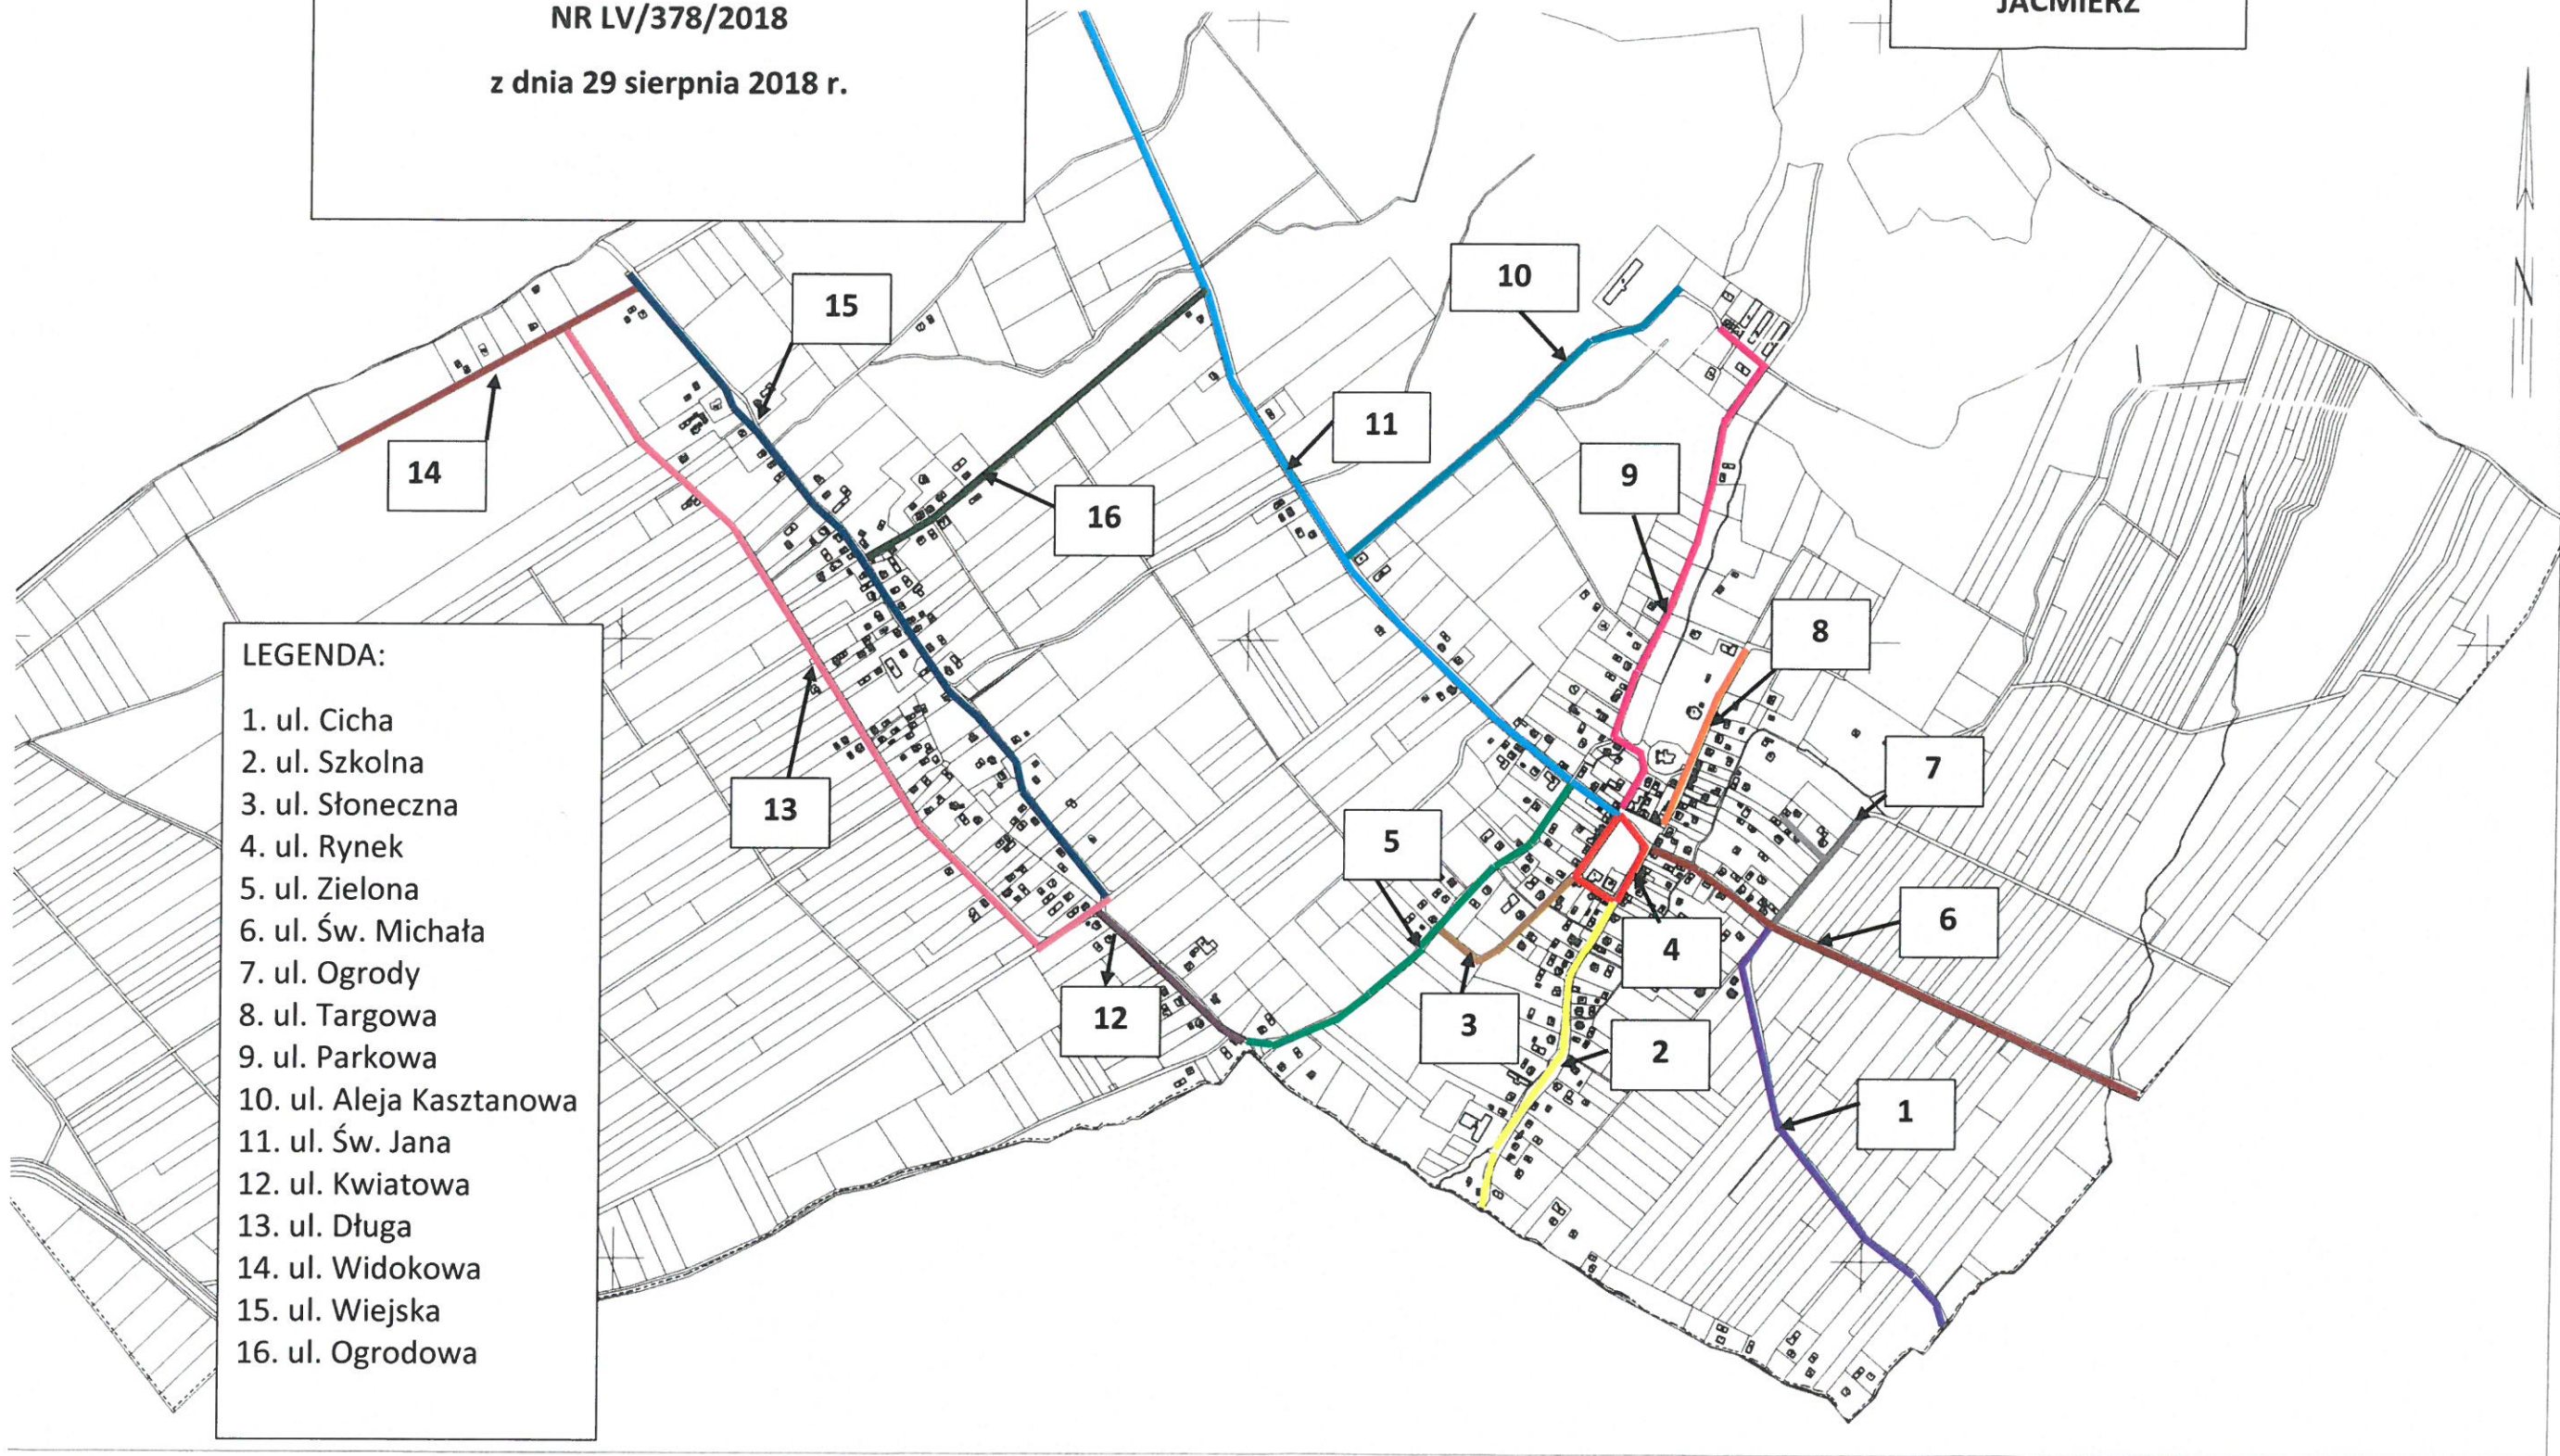 NR LV/378/2018
z dnia 29 sierpnia 2018 r.
JAĆMIERZ
N
10
15
11
14
9
16
8
7
13
5
6
4
12
3
2
1
LEGENDA:
1. ul. Cicha
2. ul. Szkolna
3. ul. Słoneczna
4. ul. Rynek
5. ul. Zielona
6. ul. Św. Michała
7. ul. Ogrody
8. ul. Targowa
9. ul. Parkowa
10. ul. Aleja Kasztanowa
11. ul. Św. Jana
12. ul. Kwiatowa
13. ul. Długa
14. ul. Widokowa
15. ul. Wiejska
16. ul. Ogrodowa